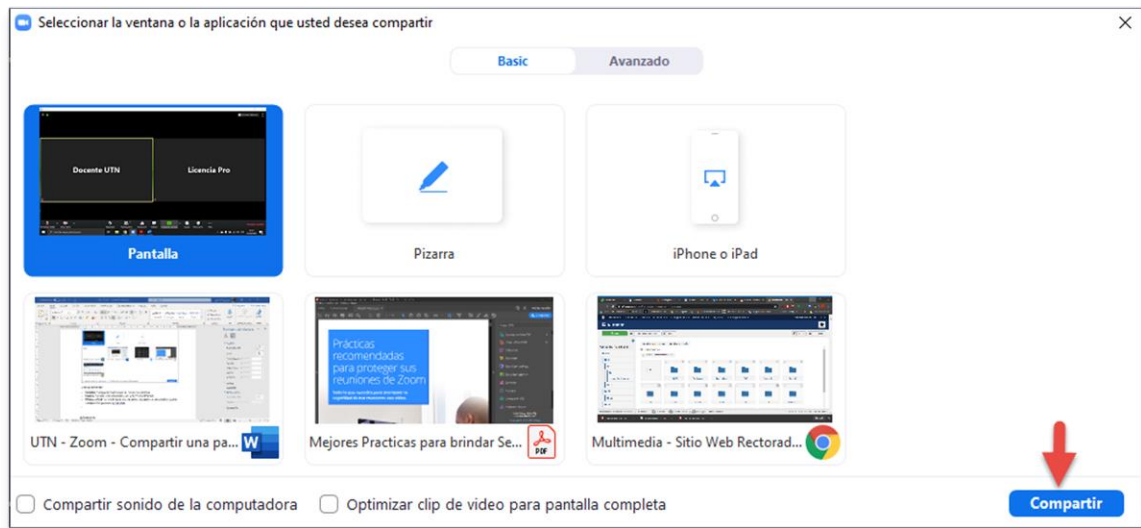 Seleccionar la ventana o la aplicación que usted desea compartir
Basic
Avanzado
Docente UTN
Licencia Pro
Pantalla
Pizarra
iPhone o iPad
Prácticas
recomendadas
para proteger sus
reuniones de Zoom
UTN - Zoom - Compartir una pa...
W
Mejores Practicas para brindar Se...
PDF
Multimedia - Sitio Web Rectorad...
Compartir sonido de la computadora
Optimizar clip de video para pantalla completa
Compartir